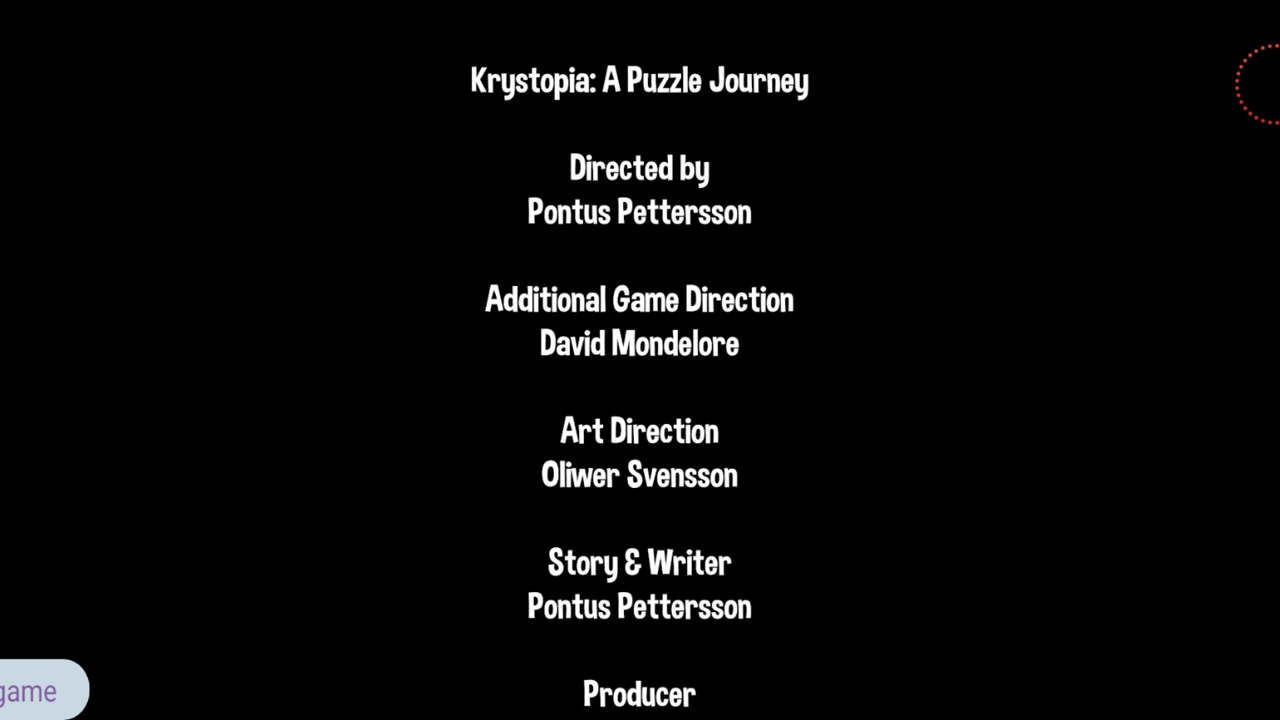 Krystopia: A Puzzle Journey
Directed by
Pontus Pettersson
Additional Game Direction
David Mondelore
Art Direction
Oliwer Svensson
Story & Writer
Pontus Pettersson
Producer
game